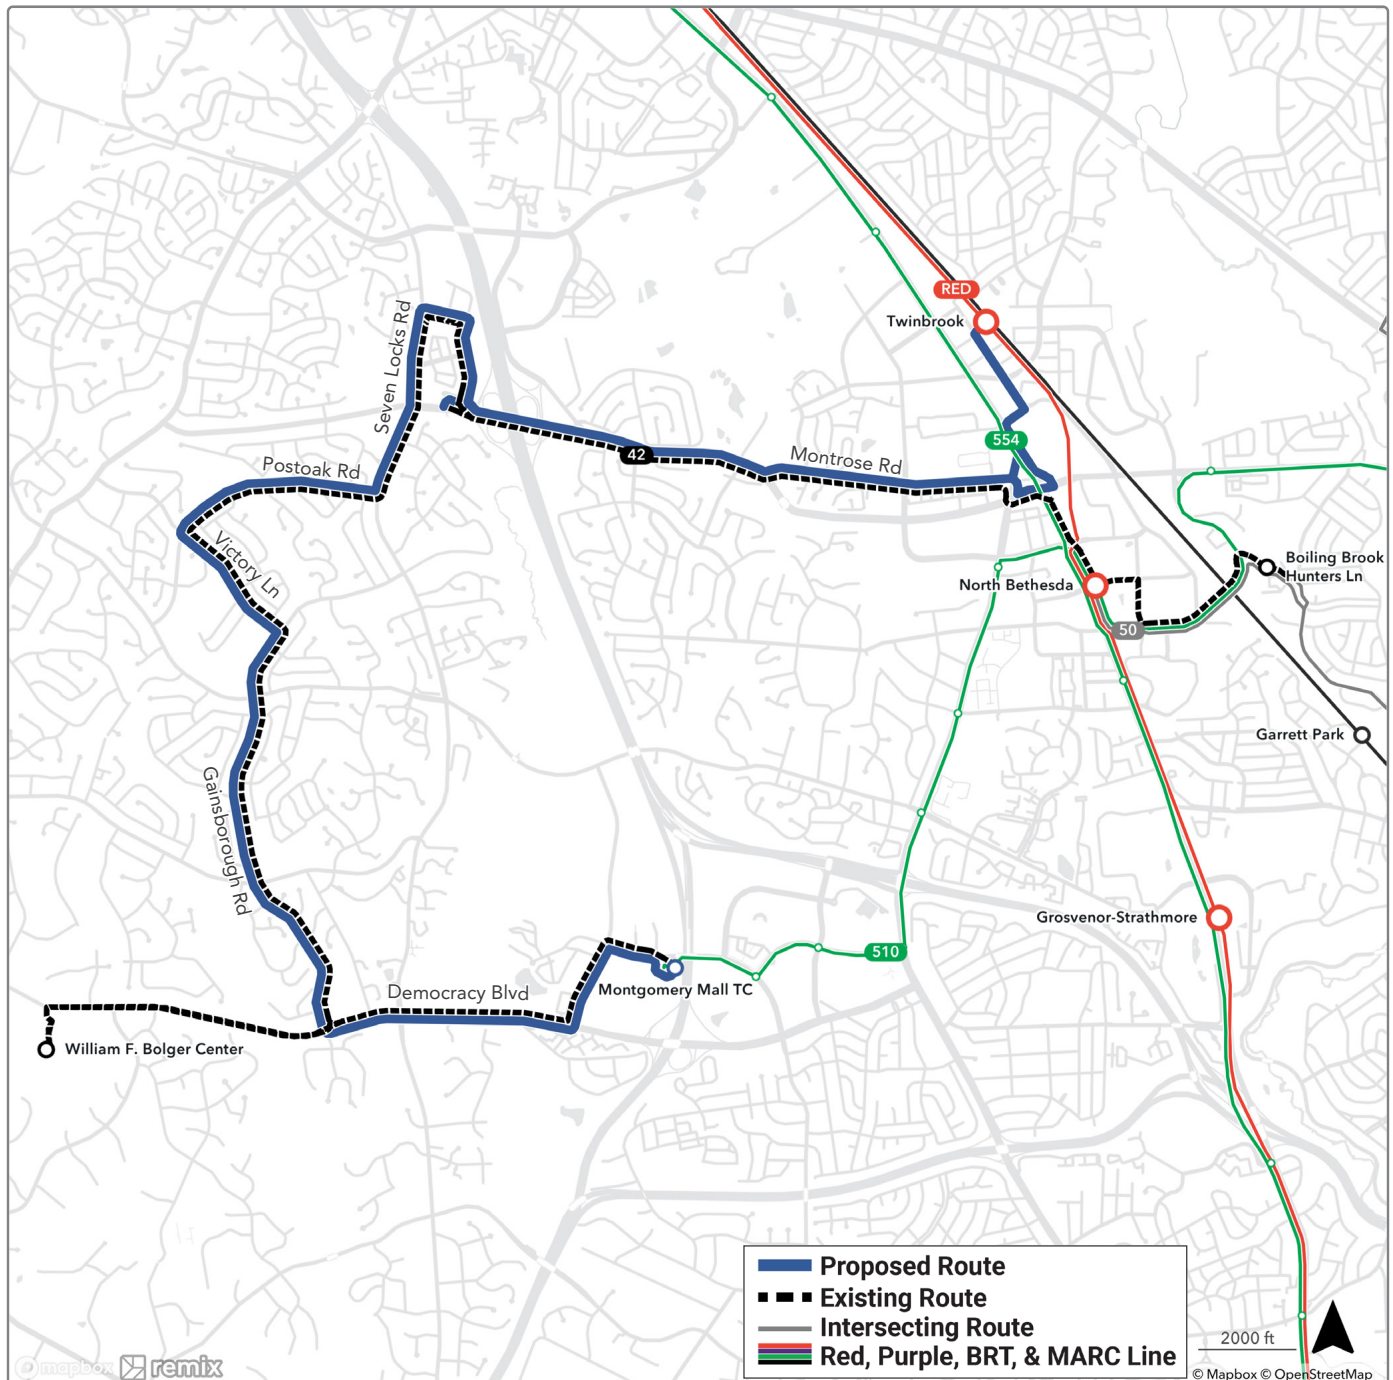 RED
Twinbrook
Seven Locks Rd
554
42
Montrose Rd
Postoak Rd
Victory Ln
Boiling Brook
Hunters Ln
North Bethesda
50
Garrett Park
Gainsborough Rd
Grosvenor-Strathmore
510
Montgomery Mall TC
Democracy Blvd
William F. Bolger Center
Proposed Route
Existing Route
Intersecting Route
Red, Purple, BRT, & MARC Line
2000 ft
mapbox remix
© Mapbox © OpenStreetMap